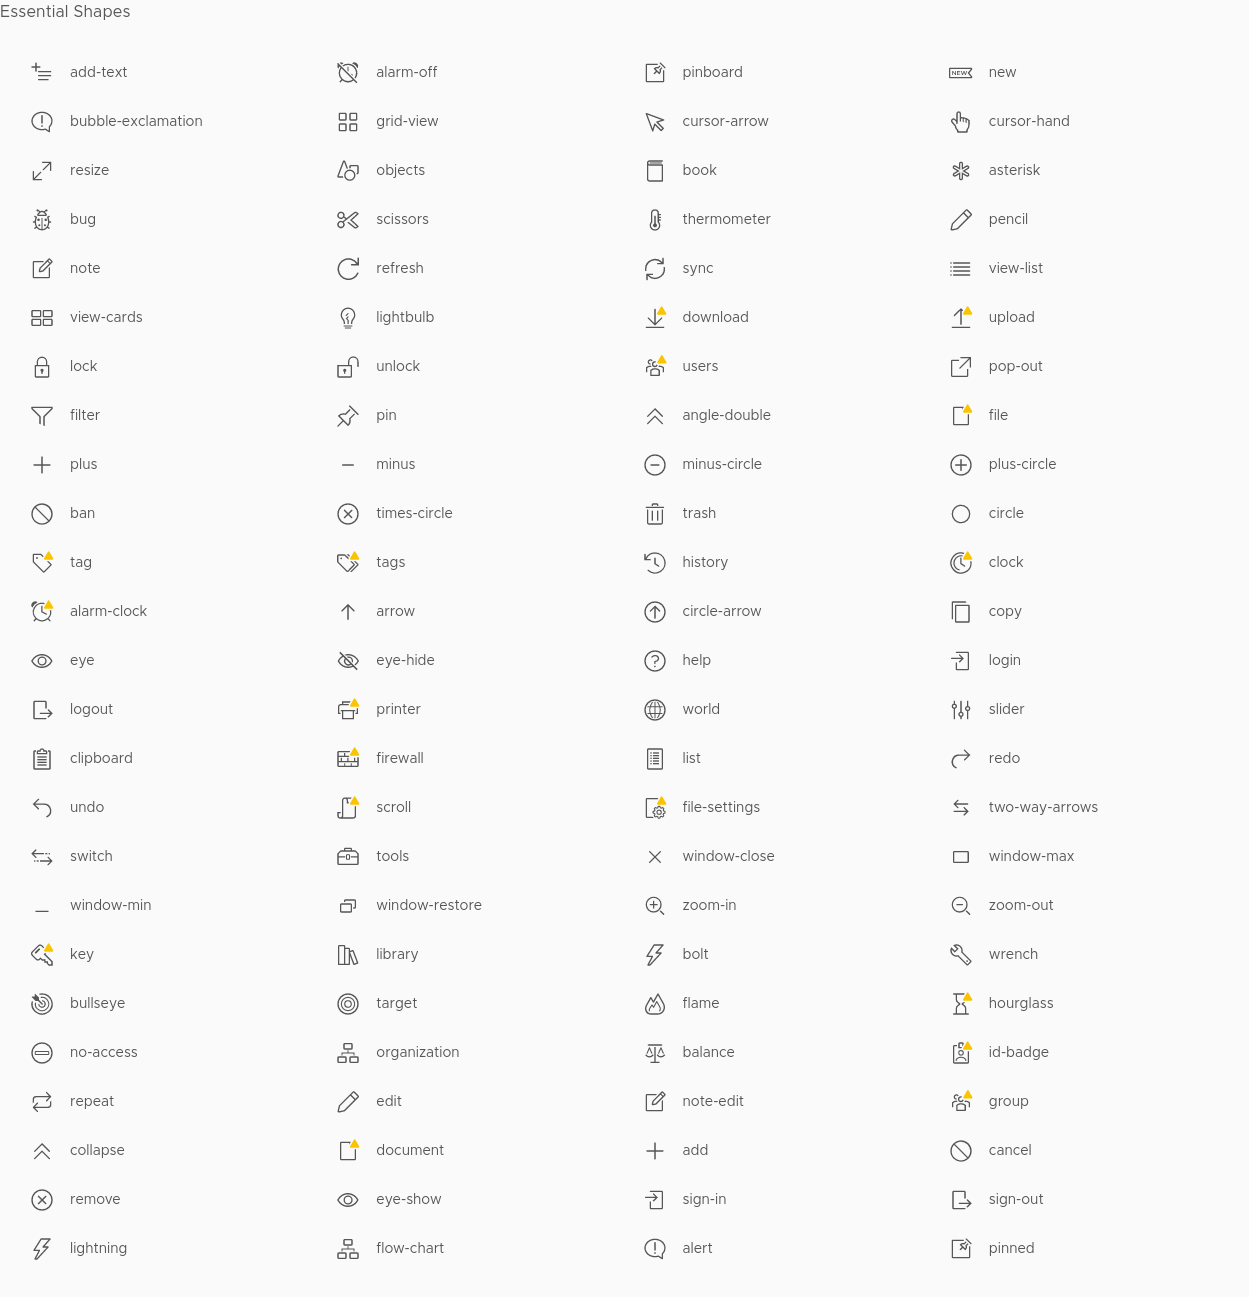 Essential Shapes
add-text alarm-off pinboard NEW new
bubble-exclamation grid-view cursor-arrow cursor-hand
resize objects book asterisk
bug scissors thermometer pencil
note refresh sync view-list
view-cards lightbulb download upload
lock unlock users pop-out
filter pin angle-double file
plus minus minus-circle plus-circle
ban times-circle trash circle
tag tags history clock
alarm-clock arrow circle-arrow copy
eye eye-hide help login
logout printer world slider
clipboard firewall list redo
undo scroll file-settings two-way-arrows
switch tools window-close window-max
window-min window-restore zoom-in zoom-out
key library bolt wrench
bullseye target flame hourglass
no-access organization balance id-badge
repeat edit note-edit group
collapse document add cancel
remove eye-show sign-in sign-out
lightning flow-chart alert pinned